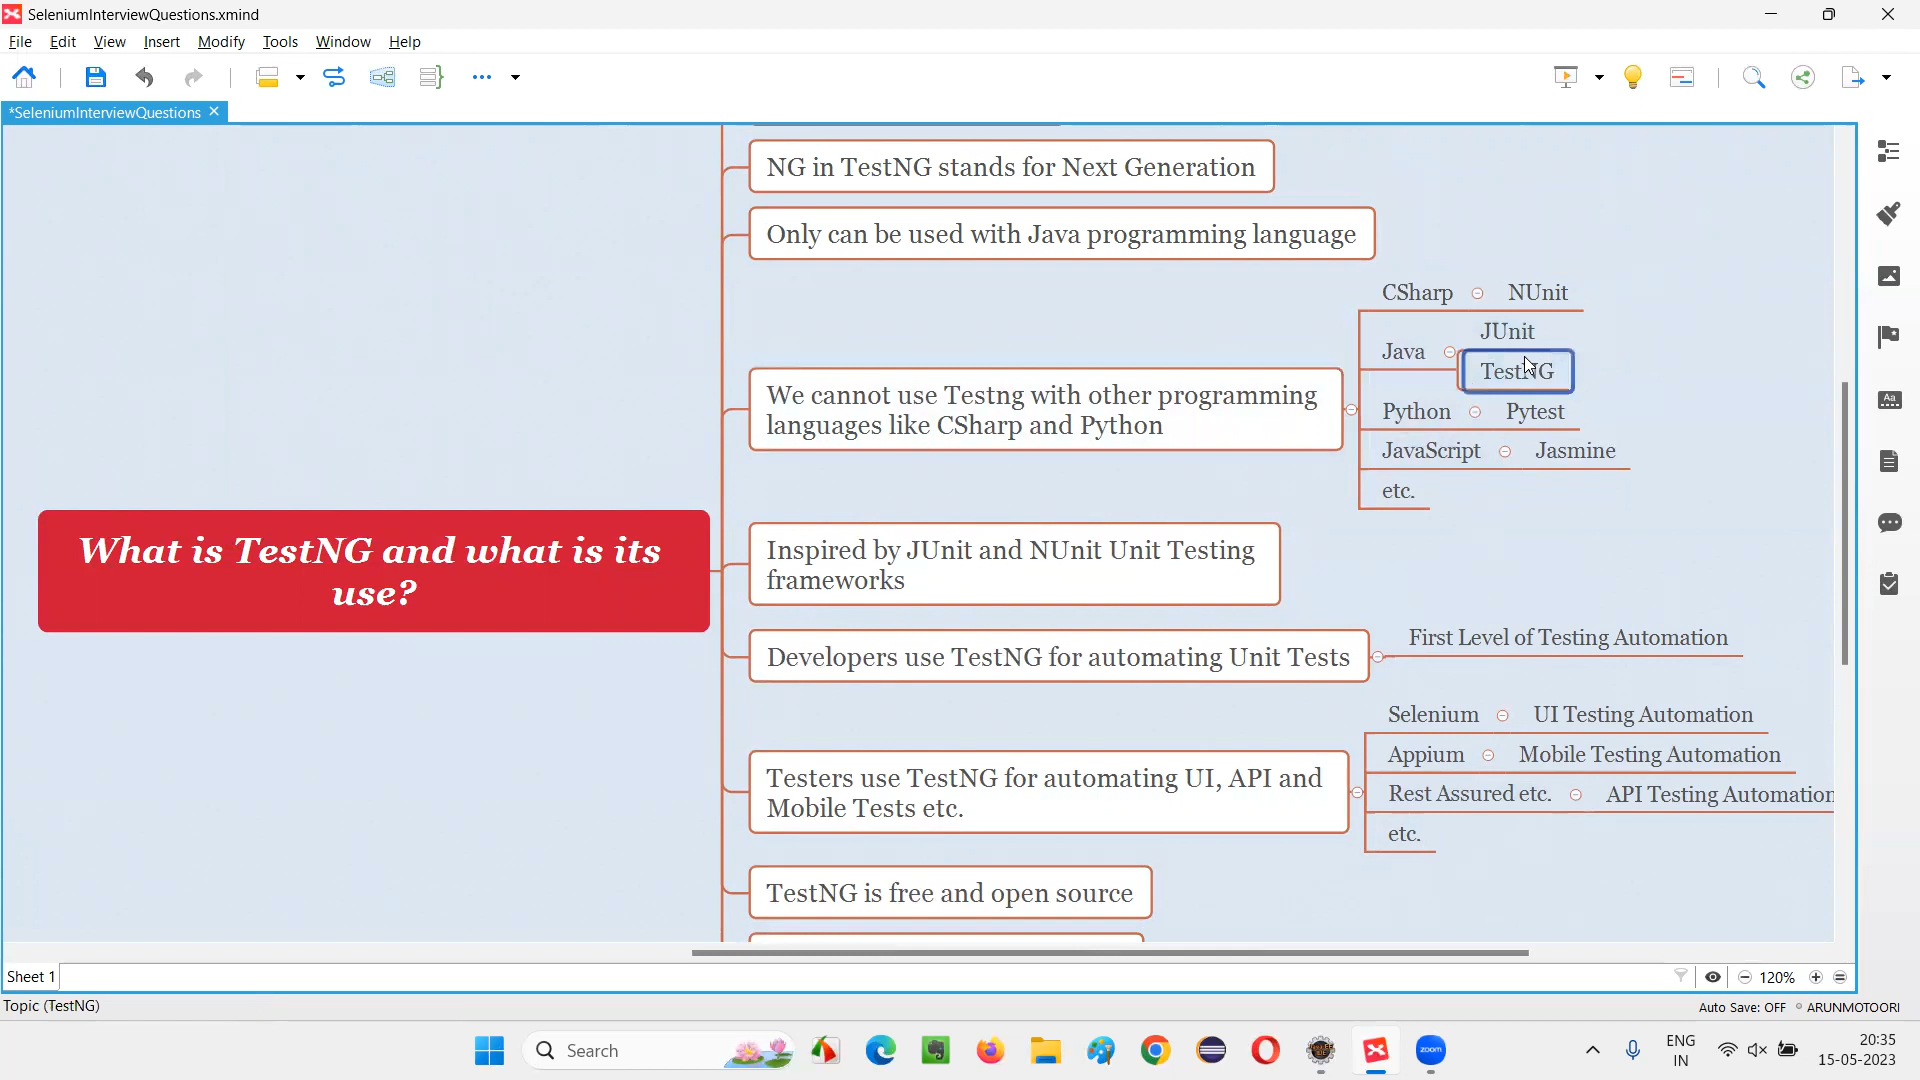 SeleniumInterviewQuestions.xmind
File Edit View Insert Modify Tools Window Help
*SeleniumInterviewQuestions
NG in TestNG stands for Next Generation
Only can be used with Java programming language
We cannot use Testng with other programming
languages like CSharp and Python
CSharp NUnit
Java JUnit
TestNG
Python Pytest
JavaScript Jasmine
etc.
What is TestNG and what is its
use?
Inspired by JUnit and NUnit Unit Testing
frameworks
Developers use TestNG for automating Unit Tests
First Level of Testing Automation
Testers use TestNG for automating UI, API and
Mobile Tests etc.
Selenium UI Testing Automation
Appium Mobile Testing Automation
Rest Assured etc. API Testing Automation
etc.
TestNG is free and open source
Sheet 1
120%
Topic (TestNG)
Auto Save: OFF ARUNMOTOORI
Search
zoom
ENG
IN
20:35
15-05-2023